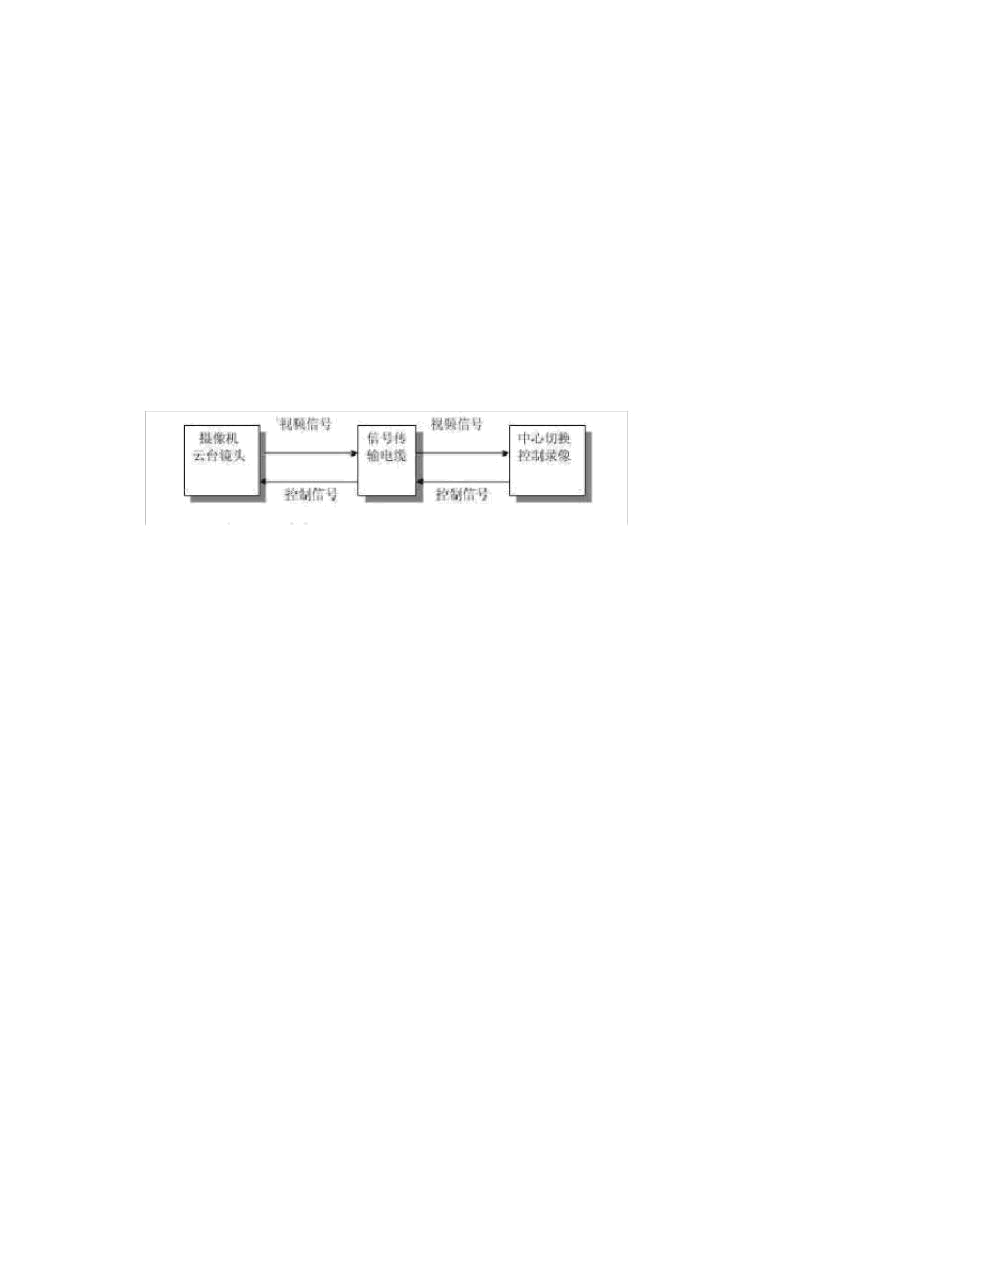 视频信号
视频信号
摄像机
云台镜头
信号传
输电缆
中心切换
控制录像
控制信号
控制信号